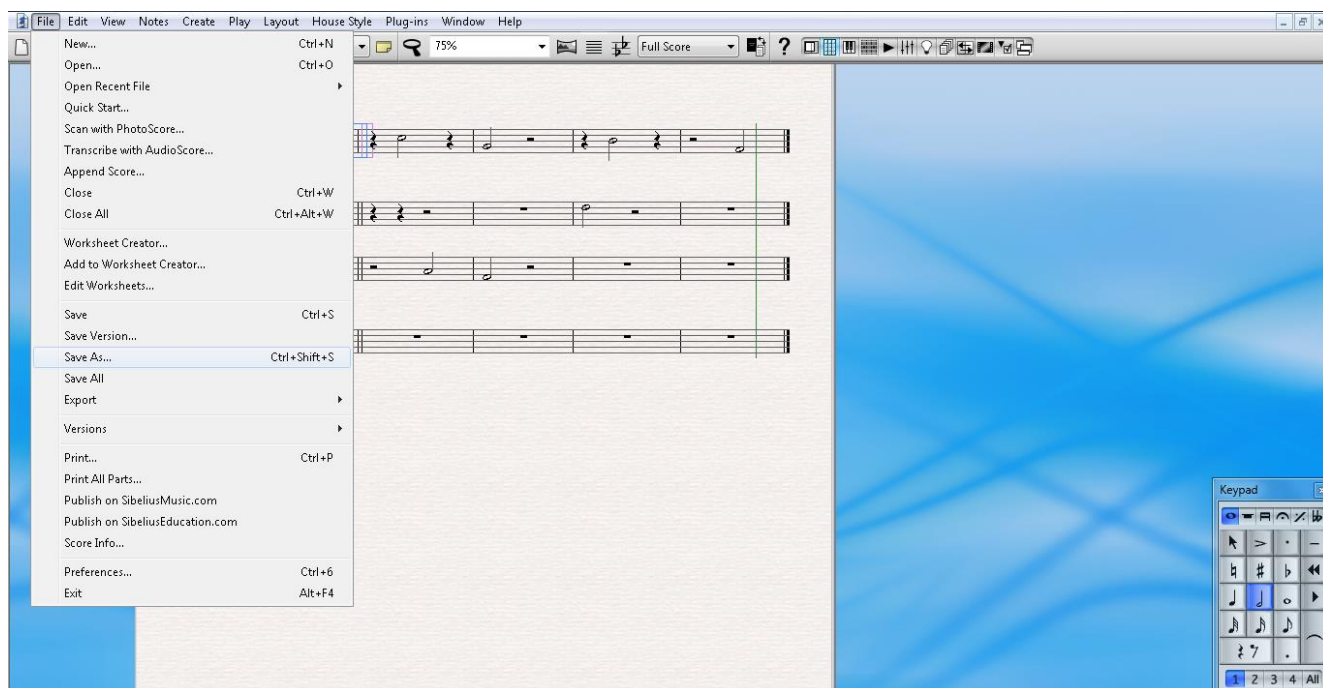 File Edit View Notes Create Play Layout House Style Plug-ins Window Help
75% Full Score ?
New... Ctrl+N
Open... Ctrl+O
Open Recent File
Quick Start...
Scan with PhotoScore...
Transcribe with AudioScore...
Append Score...
Close Ctrl+W
Close All Ctrl+Alt+W
Worksheet Creator...
Add to Worksheet Creator...
Edit Worksheets...
Save Ctrl+S
Save Version...
Save As... Ctrl+Shift+S
Save All
Export
Versions
Print... Ctrl+P
Print All Parts...
Publish on SibeliusMusic.com
Publish on SibeliusEducation.com
Score Info...
Preferences... Ctrl+6
Exit Alt+F4
Keypad
1 2 3 4 All